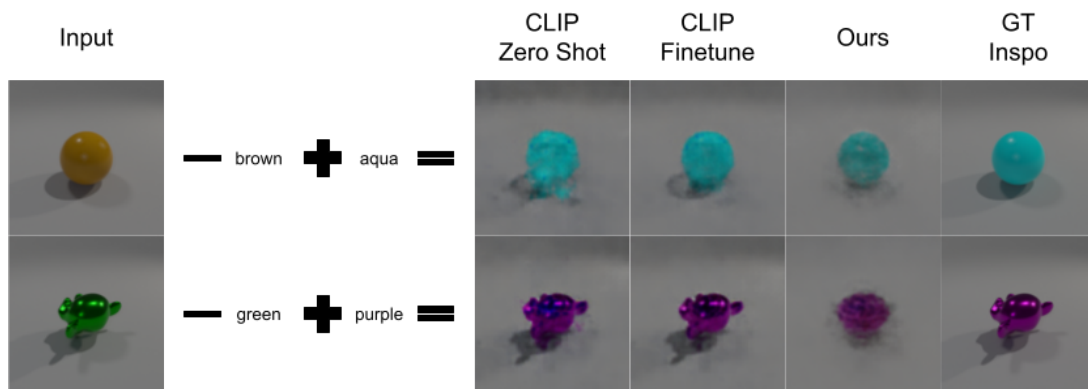 Input
CLIP
Zero Shot
CLIP
Finetune
Ours
GT
Inspo
brown
aqua
green
purple